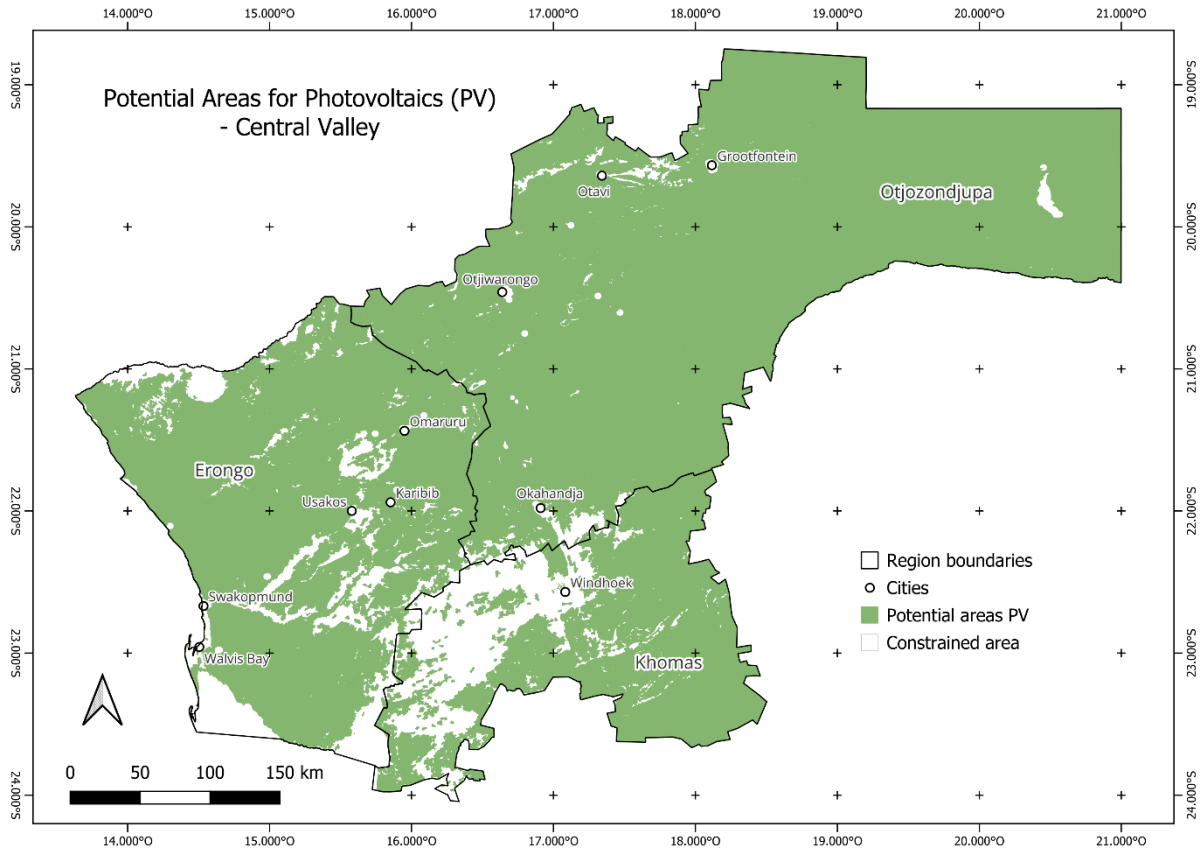 14.000°O 15.000°O 16.000°O 17.000°O 18.000°O 19.000°O 20.000°O 21.000°O
19.000°S 19.000°S
Potential Areas for Photovoltaics (PV)
- Central Valley
Grootfontein
Otavi
Otjozondjupa
20.000°S 20.000°S
Otjiwarongo
21.000°S 21.000°S
Omaruru
Erongo
Karibib
Usakos
Okahandja
22.000°S 22.000°S
Region boundaries
Windhoek
Cities
Swakopmund
Potential areas PV
Constrained area
23.000°S 23.000°S
Walvis Bay
Khomas
0 50 100 150 km
24.000°S 24.000°S
14.000°O 15.000°O 16.000°O 17.000°O 18.000°O 19.000°O 20.000°O 21.000°O